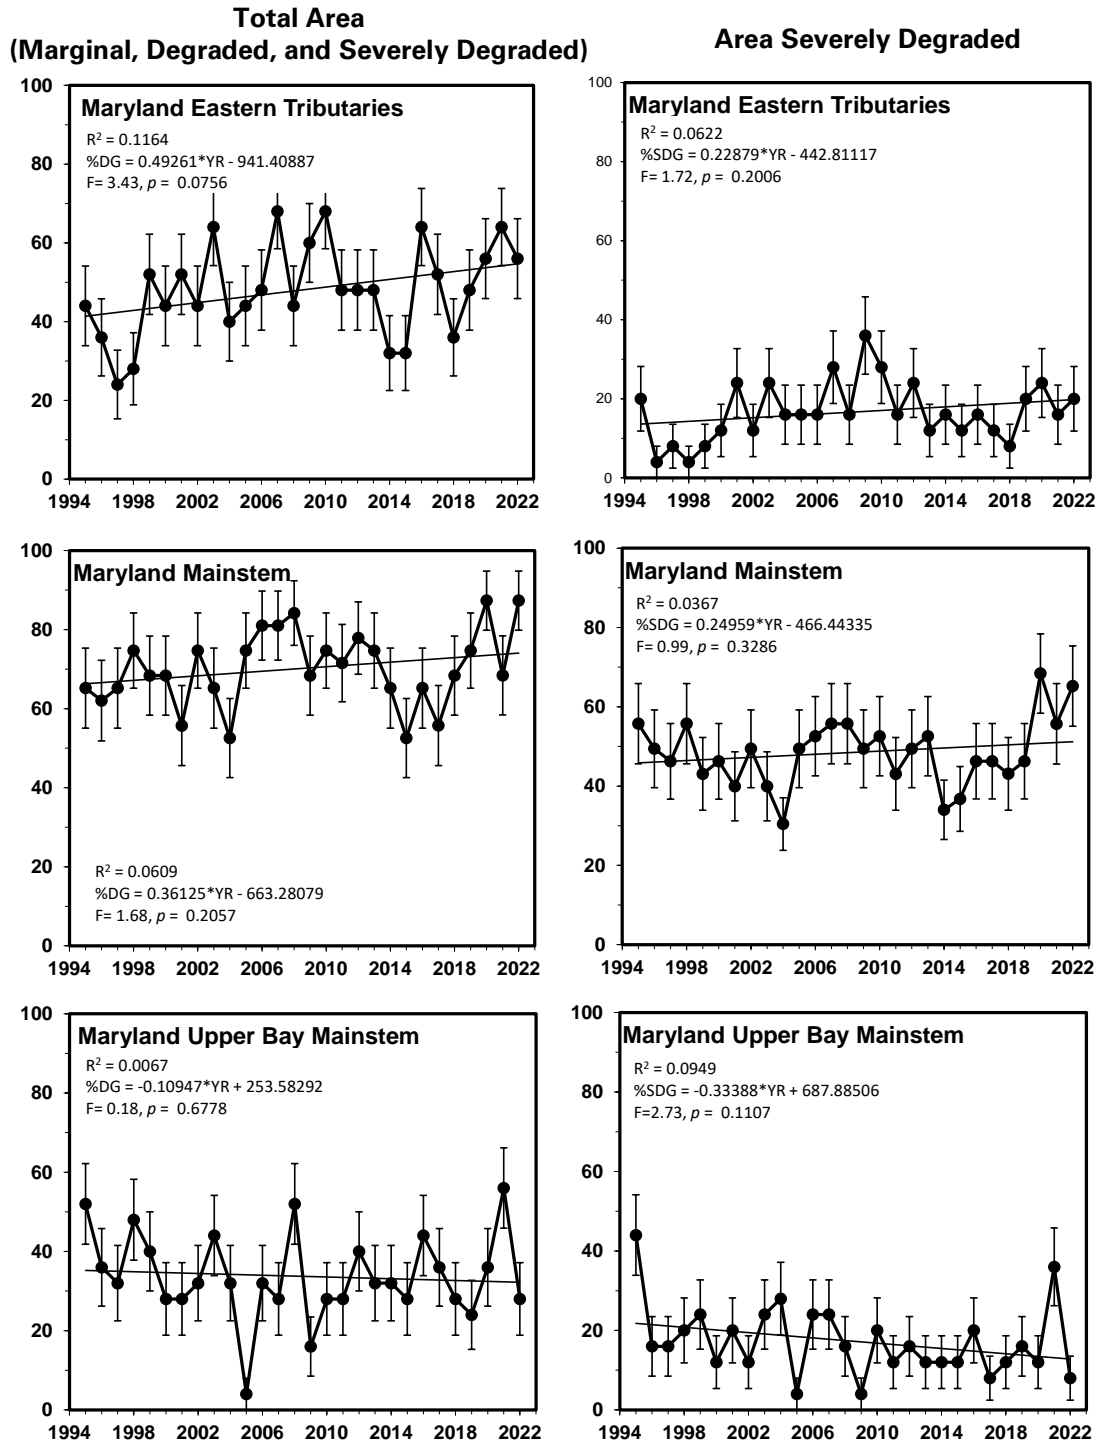 Total Area
(Marginal, Degraded, and Severely Degraded)
Area Severely Degraded
Maryland Eastern Tributaries
R² = 0.1164
%DG = 0.49261*YR - 941.40887
F= 3.43, p = 0.0756
100
80
60
40
20
0
1994 1998 2002 2006 2010 2014 2018 2022
Maryland Eastern Tributaries
R² = 0.0622
%SDG = 0.22879*YR - 442.81117
F= 1.72, p = 0.2006
100
80
60
40
20
0
1994 1998 2002 2006 2010 2014 2018 2022
Maryland Mainstem
100
80
60
40
20
0
R² = 0.0609
%DG = 0.36125*YR - 663.28079
F= 1.68, p = 0.2057
1994 1998 2002 2006 2010 2014 2018 2022
Maryland Mainstem
R² = 0.0367
%SDG = 0.24959*YR - 466.44335
F= 0.99, p = 0.3286
100
80
60
40
20
0
1994 1998 2002 2006 2010 2014 2018 2022
Maryland Upper Bay Mainstem
R² = 0.0067
%DG = -0.10947*YR + 253.58292
F= 0.18, p = 0.6778
100
80
60
40
20
0
1994 1998 2002 2006 2010 2014 2018 2022
Maryland Upper Bay Mainstem
R² = 0.0949
%SDG = -0.33388*YR + 687.88506
F=2.73, p = 0.1107
100
80
60
40
20
0
1994 1998 2002 2006 2010 2014 2018 2022